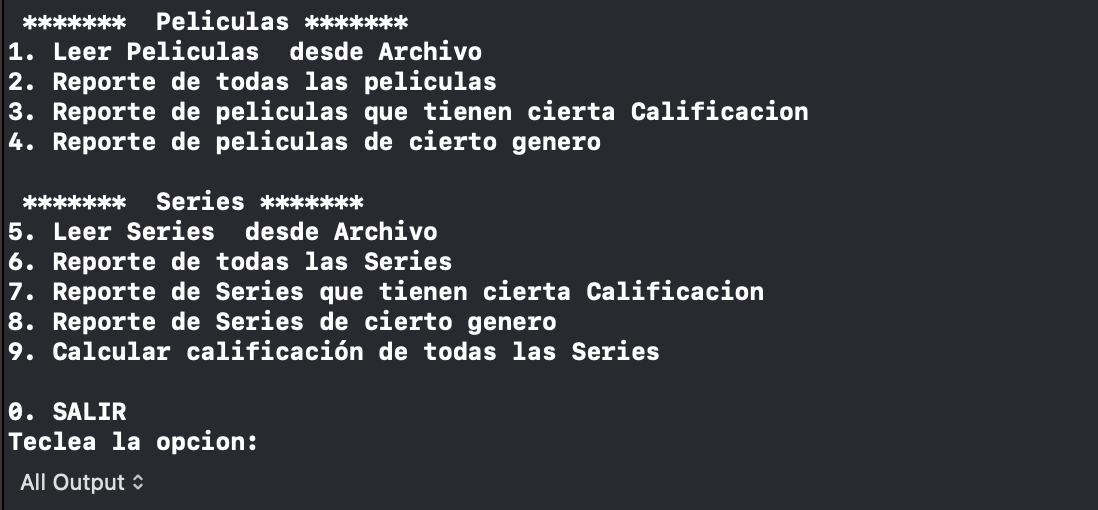 *******  Peliculas *******
1. Leer Peliculas  desde Archivo
2. Reporte de todas las peliculas
3. Reporte de peliculas que tienen cierta Calificacion
4. Reporte de peliculas de cierto genero
*******  Series *******
5. Leer Series  desde Archivo
6. Reporte de todas las Series
7. Reporte de Series que tienen cierta Calificacion
8. Reporte de Series de cierto genero
9. Calcular calificación de todas las Series
0. SALIR
Teclea la opcion:
All Output